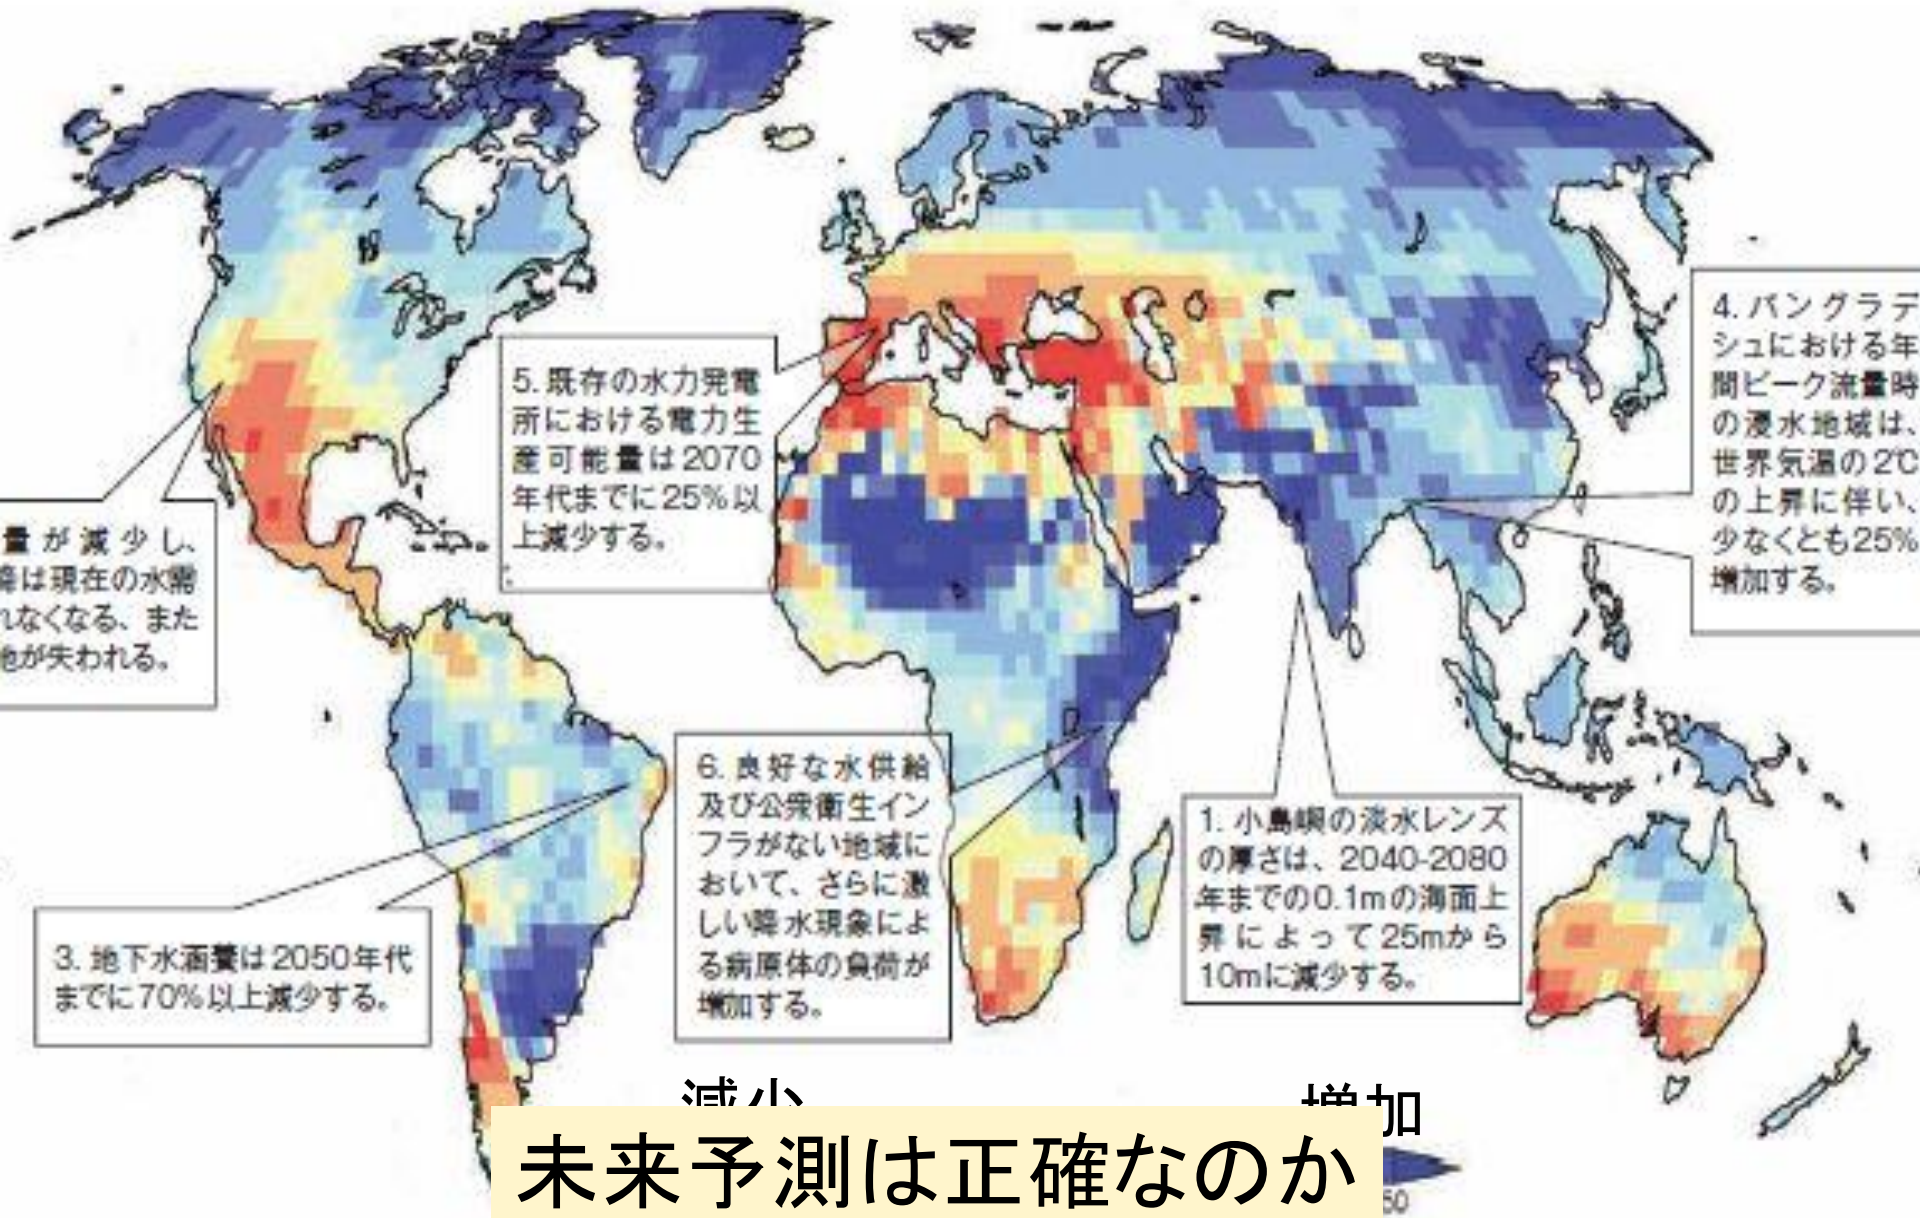 量が減少し、
降は現在の水需
れなくなる、また
地が失われる。
5. 既存の水力発電
所における電力生
産可能量は2070
年代までに25%以
上減少する。
4. バングラデ
シュにおける年
間ピーク流量時
の浸水地域は、
世界気温の2℃
の上昇に伴い、
少なくとも25%
増加する。
3. 地下水涵養は2050年代
までに70%以上減少する。
6. 良好な水供給
及び公衆衛生イン
フラがない地域に
おいて、さらに激
しい降水現象によ
る病原体の負荷が
増加する。
1. 小島嶼の淡水レンズ
の厚さは、2040-2080
年までの0.1mの海面上
昇によって25mから
10mに減少する。
減少
増加
未来予測は正確なのか
50